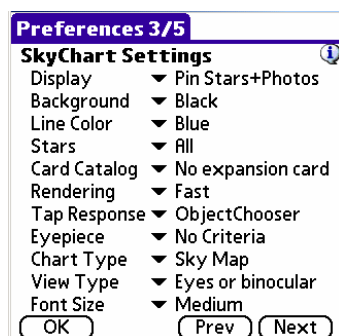 Preferences 3/5
SkyChart Settings
Display Pin Stars+Photos
Background Black
Line Color Blue
Stars All
Card Catalog No expansion card
Rendering Fast
Tap Response ObjectChooser
Eyepiece No Criteria
Chart Type Sky Map
View Type Eyes or binocular
Font Size Medium
OK Prev Next